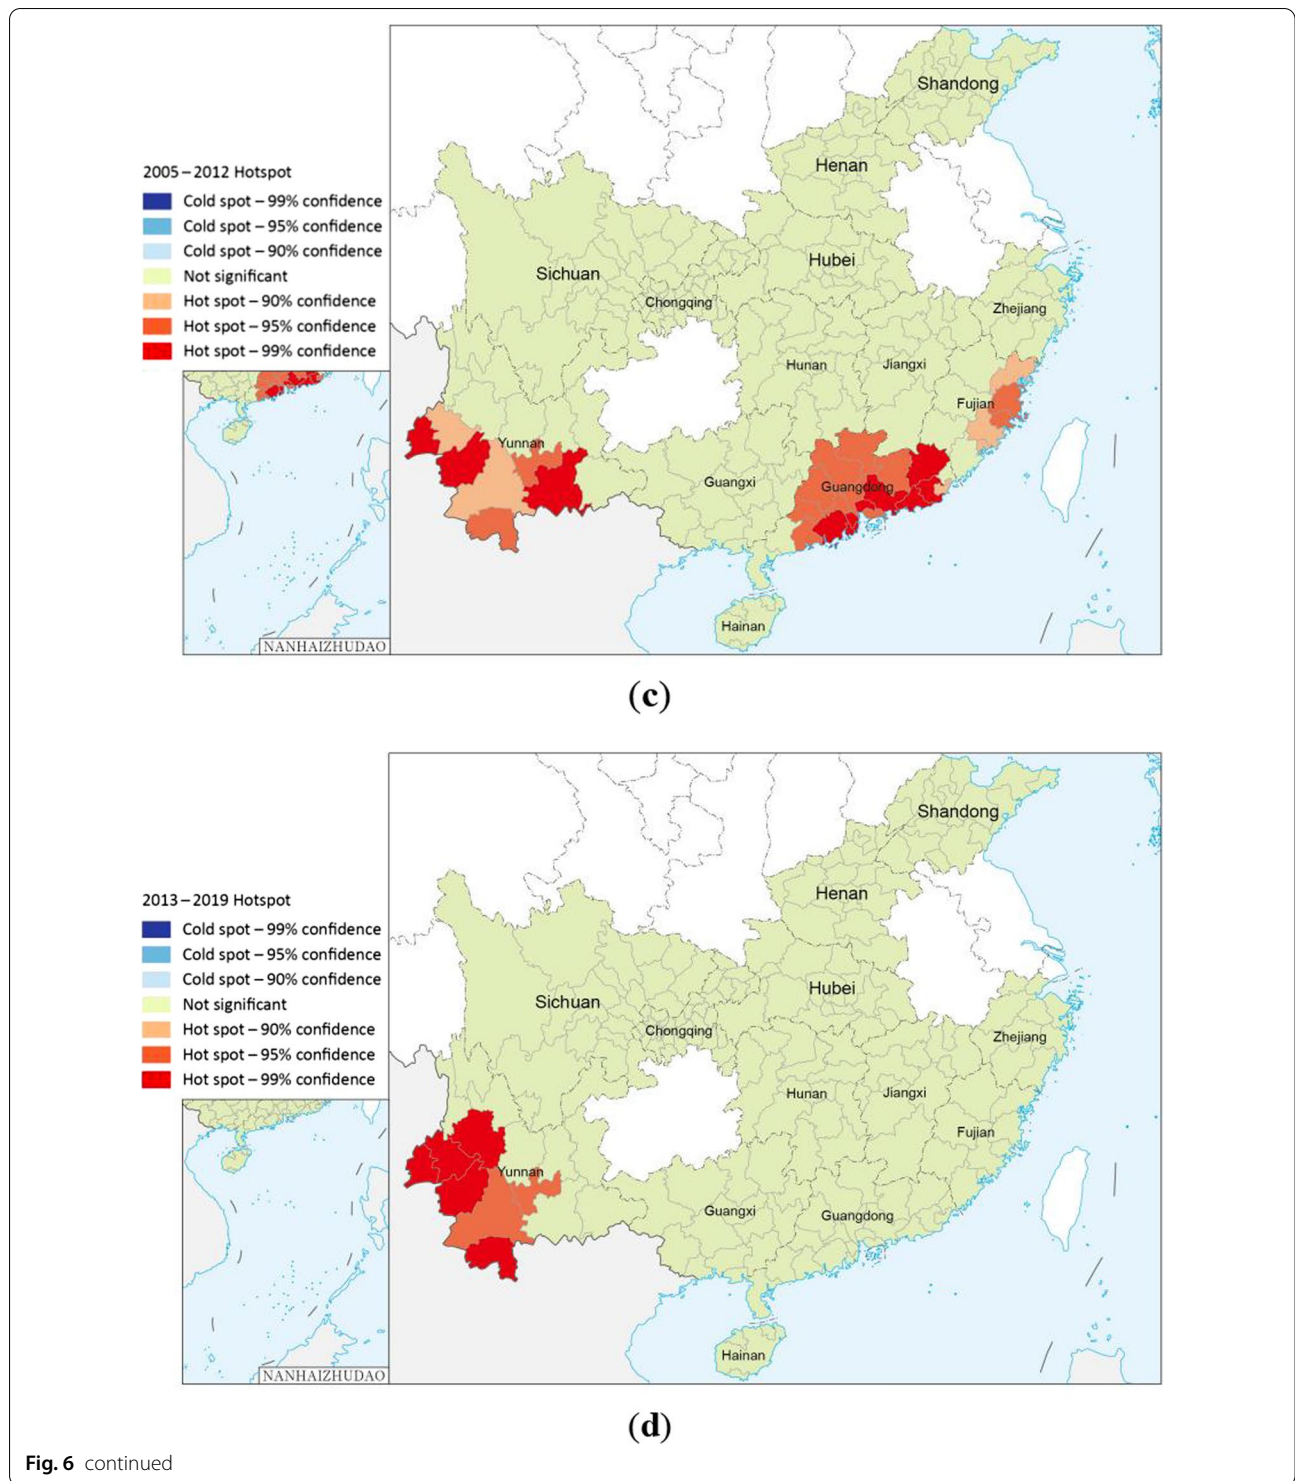 2005 – 2012 Hotspot
Cold spot – 99% confidence
Cold spot – 95% confidence
Cold spot – 90% confidence
Not significant
Hot spot – 90% confidence
Hot spot – 95% confidence
Hot spot – 99% confidence
Shandong
Henan
Hubei
Sichuan
Chongqing
Zhejiang
Hunan
Jiangxi
Fujian
Yunnan
Guangxi
Guangdong
Hainan
NANHAIZHUDAO
(c)
2013 – 2019 Hotspot
Cold spot – 99% confidence
Cold spot – 95% confidence
Cold spot – 90% confidence
Not significant
Hot spot – 90% confidence
Hot spot – 95% confidence
Hot spot – 99% confidence
Shandong
Henan
Hubei
Sichuan
Chongqing
Zhejiang
Hunan
Jiangxi
Fujian
Yunnan
Guangxi
Guangdong
Hainan
NANHAIZHUDAO
(d)
Fig. 6 continued